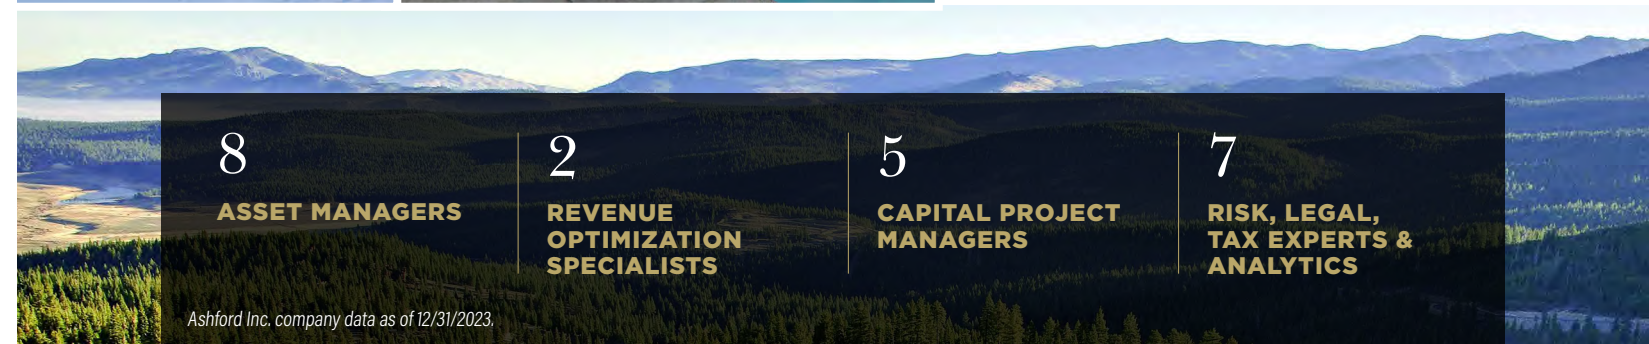 8
ASSET MANAGERS
2
REVENUE
OPTIMIZATION
SPECIALISTS
5
CAPITAL PROJECT
MANAGERS
7
RISK, LEGAL,
TAX EXPERTS &
ANALYTICS
Ashford Inc. company data as of 12/31/2023.